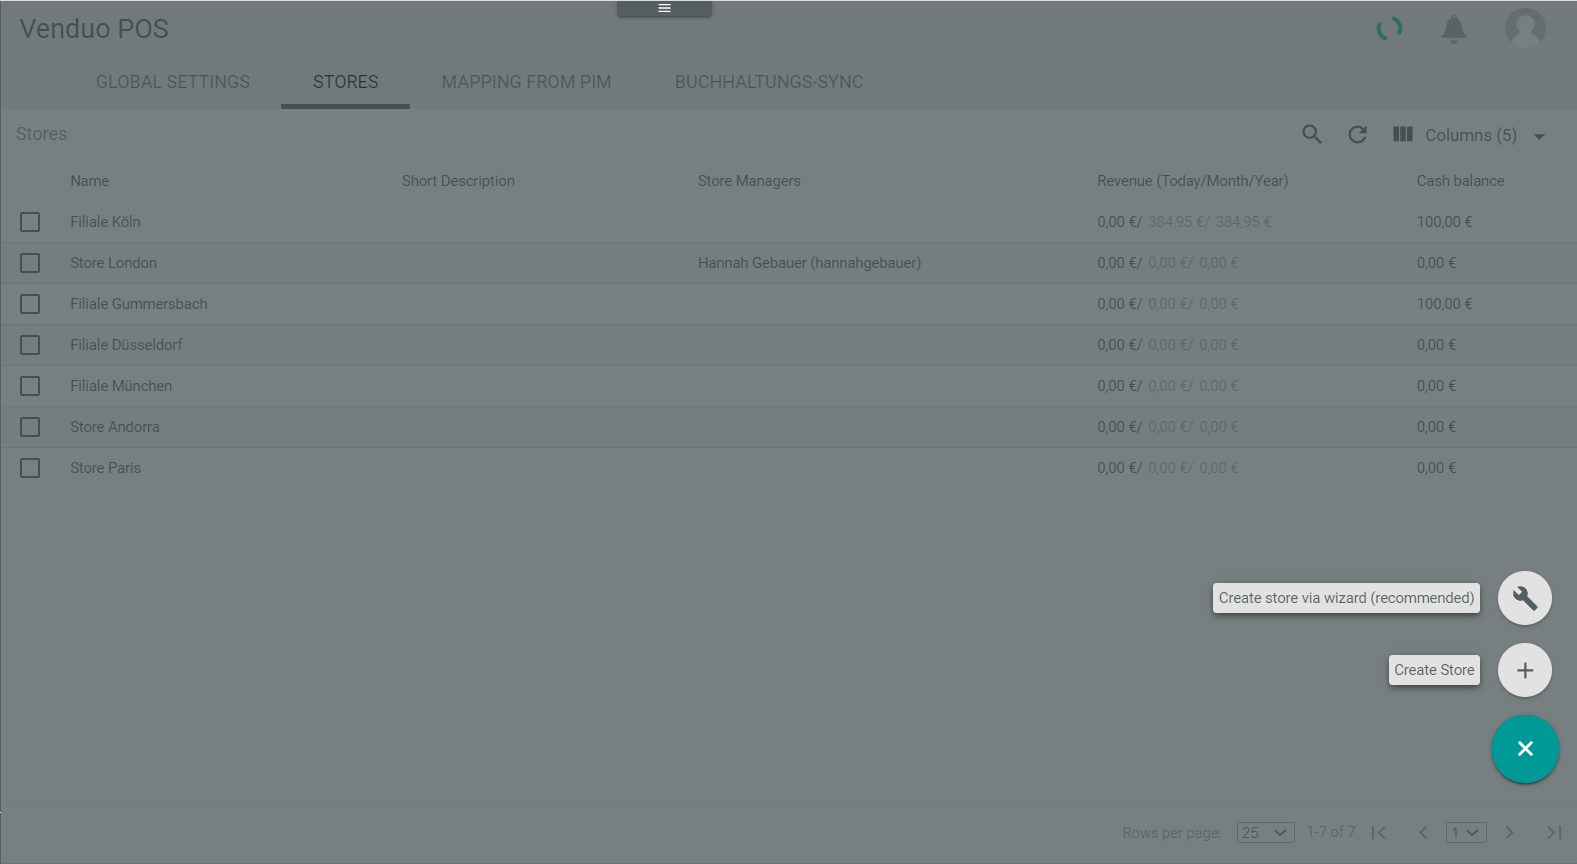 Venduo POS
GLOBAL SETTINGS STORES MAPPING FROM PIM BUCHHALTUNGS-SYNC
Stores Columns (5)
Name Short Description Store Managers Revenue (Today/Month/Year) Cash balance
Filiale Köln 0,00 €/ 384,95 €/ 384,95 € 100,00 €
Store London Hannah Gebauer (hannahgebauer) 0,00 €/ 0,00 €/ 0,00 € 0,00 €
Filiale Gummersbach 0,00 €/ 0,00 €/ 0,00 € 100,00 €
Filiale Düsseldorf 0,00 €/ 0,00 €/ 0,00 € 0,00 €
Filiale München 0,00 €/ 0,00 €/ 0,00 € 0,00 €
Store Andorra 0,00 €/ 0,00 €/ 0,00 € 0,00 €
Store Paris 0,00 €/ 0,00 €/ 0,00 € 0,00 €
Create store via wizard (recommended)
Create Store
Rows per page: 25 1-7 of 7 1